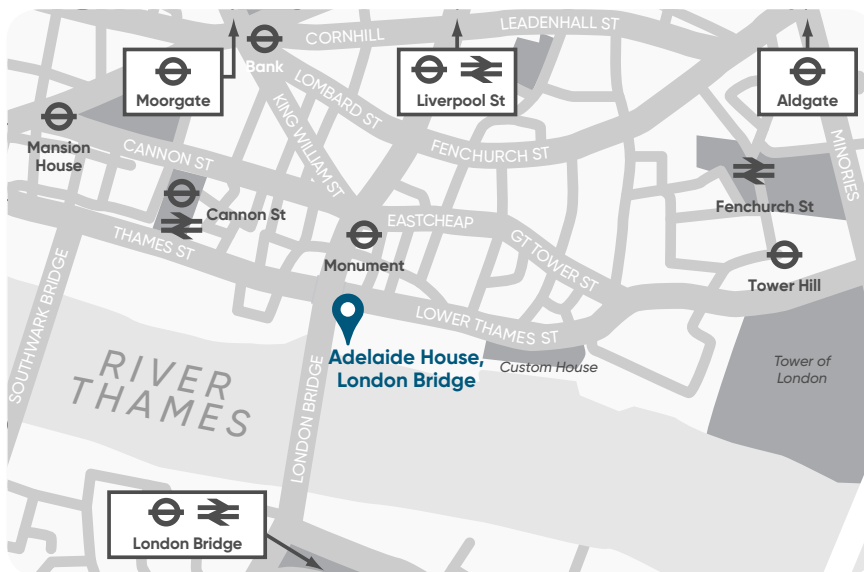 CORNHILL
LEADENHALL ST
Bank
Moorgate
Liverpool St
Aldgate
LOMBARD ST
KING WILLIAM ST
Mansion
House
CANNON ST
FENCHURCH ST
MINORIES
Fenchurch St
Cannon St
EASTCHEAP
GT TOWER ST
THAMES ST
Monument
Tower Hill
SOUTHWARK BRIDGE
LOWER THAMES ST
Adelaide House,
London Bridge
Custom House
Tower of
London
RIVER
THAMES
LONDON BRIDGE
London Bridge